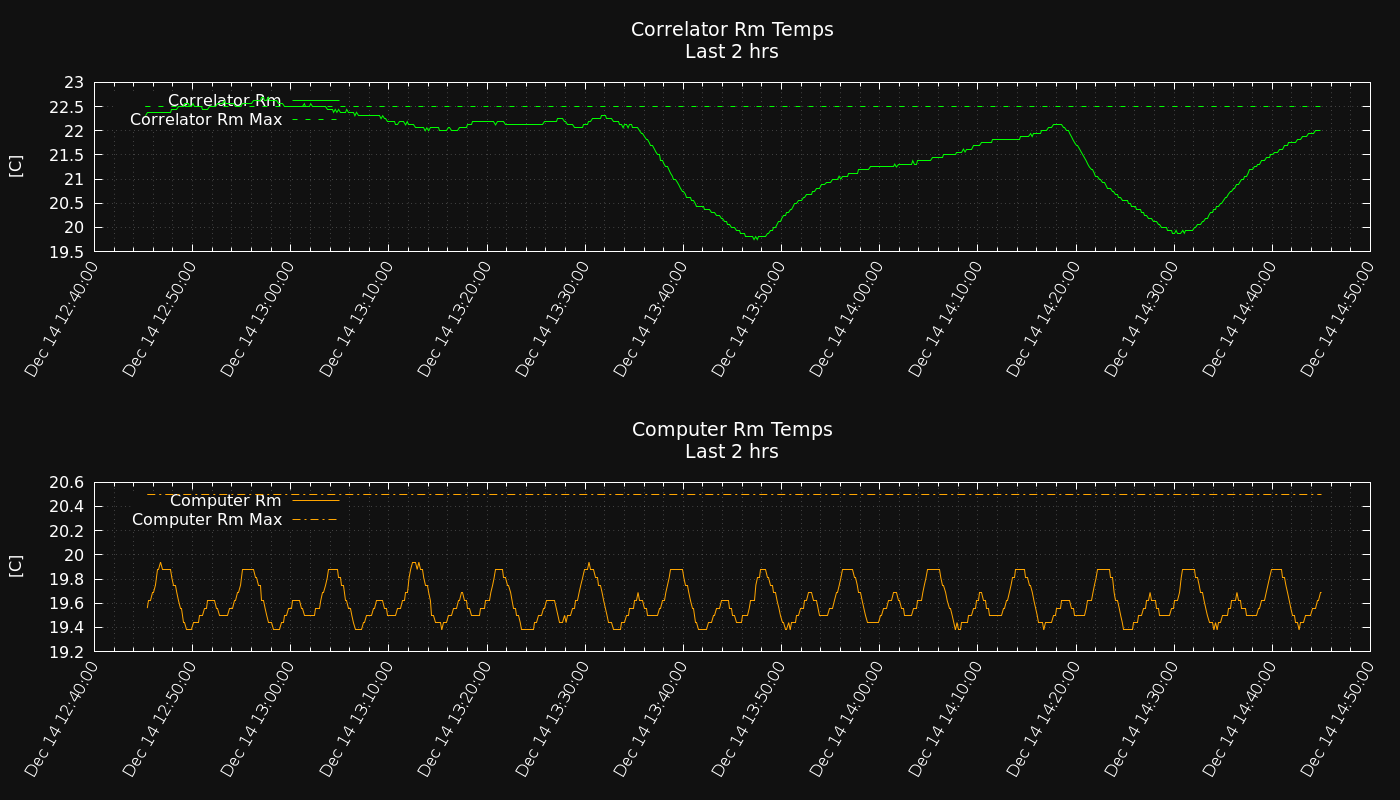 Correlator Rm Temps
Last 2 hrs
Correlator Rm
Correlator Rm Max
[C]
23
22.5
22
21.5
21
20.5
20
19.5
Dec 14 12:40:00
Dec 14 12:50:00
Dec 14 13:00:00
Dec 14 13:10:00
Dec 14 13:20:00
Dec 14 13:30:00
Dec 14 13:40:00
Dec 14 13:50:00
Dec 14 14:00:00
Dec 14 14:10:00
Dec 14 14:20:00
Dec 14 14:30:00
Dec 14 14:40:00
Dec 14 14:50:00
Computer Rm Temps
Last 2 hrs
Computer Rm
Computer Rm Max
[C]
20.6
20.4
20.2
20
19.8
19.6
19.4
19.2
Dec 14 12:40:00
Dec 14 12:50:00
Dec 14 13:00:00
Dec 14 13:10:00
Dec 14 13:20:00
Dec 14 13:30:00
Dec 14 13:40:00
Dec 14 13:50:00
Dec 14 14:00:00
Dec 14 14:10:00
Dec 14 14:20:00
Dec 14 14:30:00
Dec 14 14:40:00
Dec 14 14:50:00